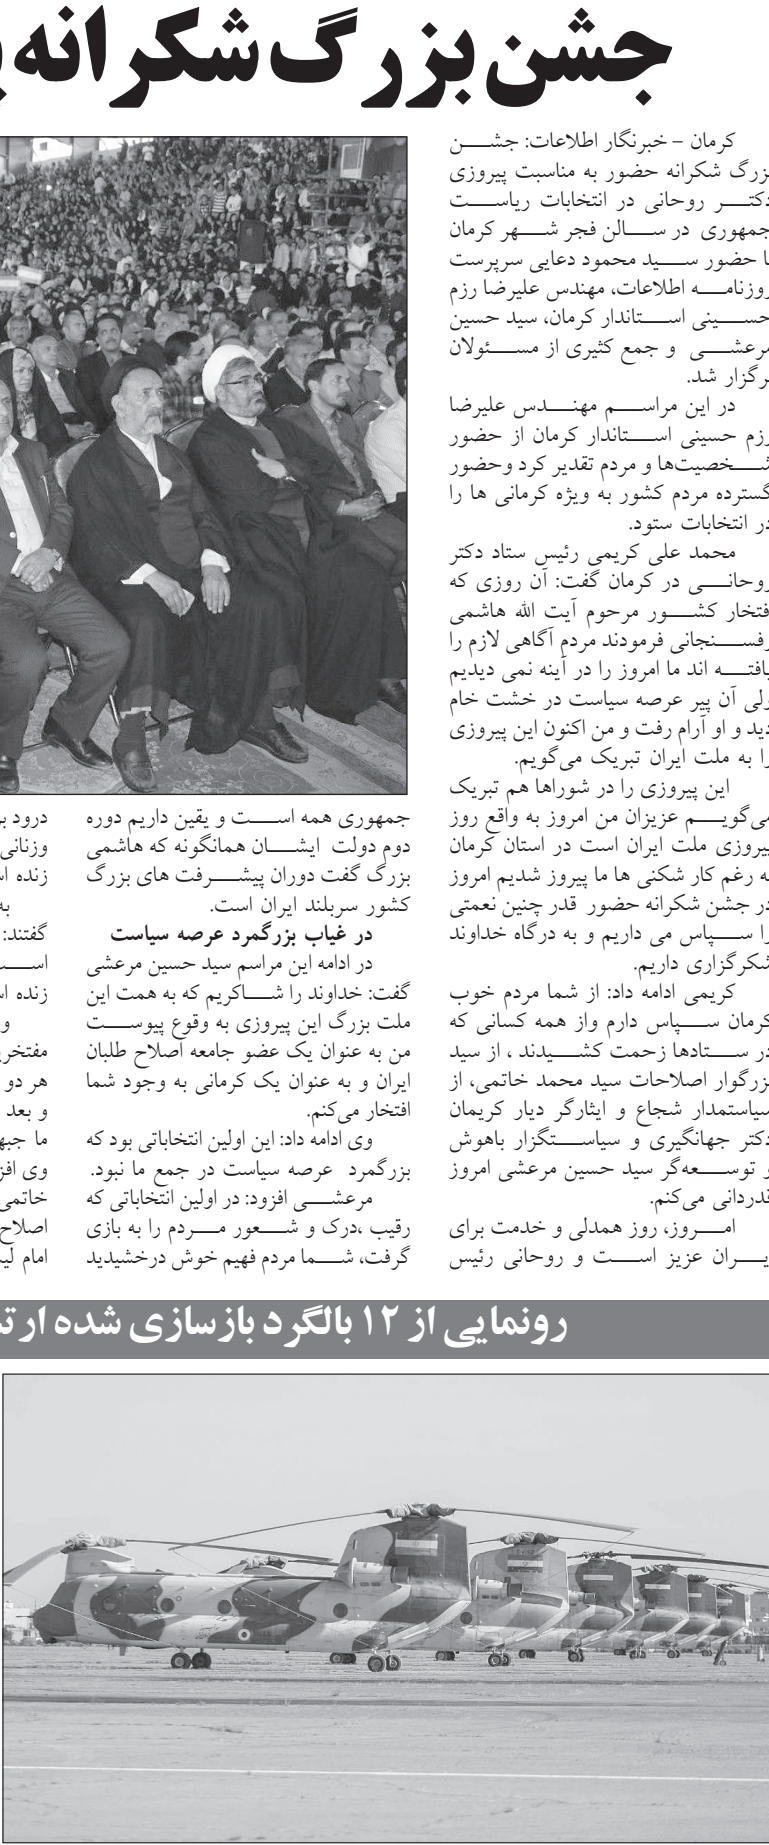 جشن بزرگ شکرانه
کرمان - خبرنگار اطلاعات: جشن
بزرگ شکرانه حضور به مناسبت پیروزی
دکتر روحانی در انتخابات ریاست
جمهوری در سالن فجر شهر کرمان
با حضور سید محمود دعایی سرپرست
روزنامه اطلاعات، مهندس علیرضا رزم
حسینی استاندار کرمان، سید حسین
مرعشی و جمع کثیری از مسئولان
برگزار شد.
در این مراسم مهندس علیرضا
رزم حسینی استاندار کرمان از حضور
شخصیت‌ها و مردم تقدیر کرد وحضور
گسترده مردم کشور به ویژه کرمانی ها را
در انتخابات ستود.
محمد علی کریمی رئیس ستاد دکتر
روحانی در کرمان گفت: آن روزی که
افتخار کشور مرحوم آیت الله هاشمی
رفسنجانی فرمودند مردم آگاهی لازم را
یافته اند ما امروز را در آینه نمی دیدیم
ولی آن پیر عرصه سیاست در خشت خام
دید و او آرام رفت و من اکنون این پیروزی
را به ملت ایران تبریک می‌گویم.
این پیروزی را در شوراها هم تبریک
می‌گویم عزیزان من امروز به واقع روز
پیروزی ملت ایران است در استان کرمان
به رغم کار شکنی ها ما پیروز شدیم امروز
در جشن شکرانه حضور قدر چنین نعمتی
را سپاس می داریم و به درگاه خداوند
شکرگزاری داریم.
کریمی ادامه داد: از شما مردم خوب
کرمان سپاس دارم واز همه کسانی که
در ستادها زحمت کشیدند ، از سید
بزرگوار اصلاحات سید محمد خاتمی، از
سیاستمدار شجاع و ایثارگر دیار کریمان
دکتر جهانگیری و سیاستگزار باهوش
و توسعه‌گر سید حسین مرعشی امروز
قدردانی می‌کنم.
امروز، روز همدلی و خدمت برای
ایران عزیز است و روحانی رئیس
جمهوری همه است و یقین داریم دوره
دوم دولت ایشان همانگونه که هاشمی
بزرگ گفت دوران پیشرفت های بزرگ
کشور سربلند ایران است.
در غیاب بزرگمرد عرصه سیاست
در ادامه این مراسم سید حسین مرعشی
گفت: خداوند را شاکریم که به همت این
ملت بزرگ این پیروزی به وقوع پیوست
من به عنوان یک عضو جامعه اصلاح طلبان
ایران و به عنوان یک کرمانی به وجود شما
افتخار می‌کنم.
وی ادامه داد: این اولین انتخاباتی بود که
بزرگمرد عرصه سیاست در جمع ما نبود.
مرعشی افزود: در اولین انتخاباتی که
رقیب ،درک و شعور مردم را به بازی
گرفت، شما مردم فهیم خوش درخشیدید
درود بر
وزنانی
زنده
به
گفتند:
زنده
و
هر دو
و بعد
ما
وی
خاتمی
اصلاح
امام
رونمایی از ۱۲ بالگرد بازسازی شده